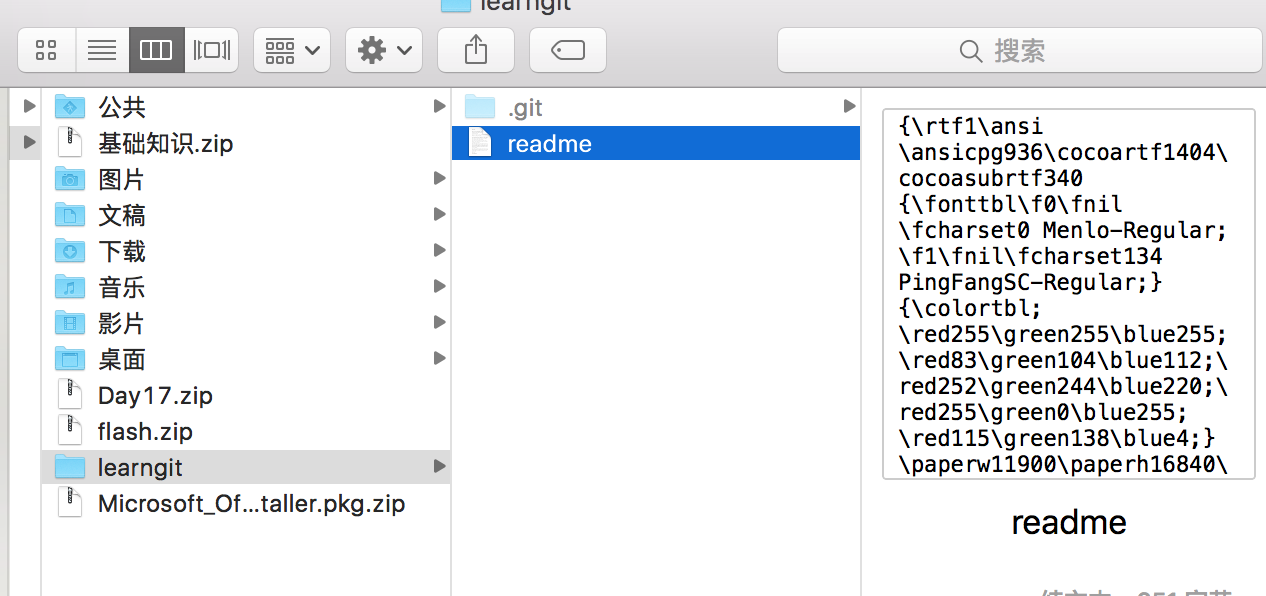 learngit
搜索
公共
基础知识.zip
图片
文稿
下载
音乐
影片
桌面
Day17.zip
flash.zip
learngit
Microsoft_Of...taller.pkg.zip
.git
readme
{\rtf1\ansi
\ansicpg936\cocoartf1404\
cocoasubrtf340
{\fonttbl\f0\fnil
\fcharset0 Menlo-Regular;
\f1\fnil\fcharset134
PingFangSC-Regular;}
{\colortbl;
\red255\green255\blue255;
\red83\green104\blue112;\
red252\green244\blue220;\
red255\green0\blue255;
\red115\green138\blue4;}
\paperw11900\paperh16840\
readme